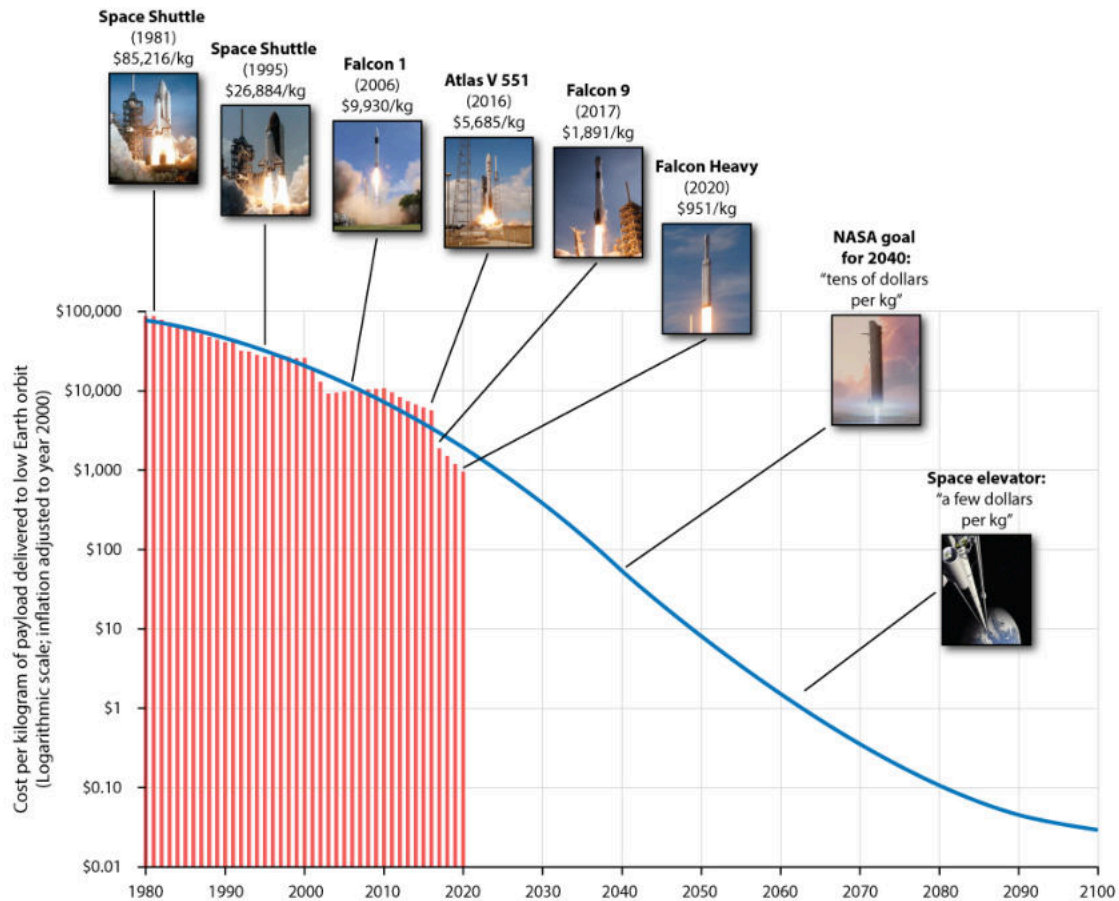 Space Shuttle
(1981)
$85,216/kg
Space Shuttle
(1995)
$26,884/kg
Falcon 1
(2006)
$9,930/kg
Atlas V 551
(2016)
$5,685/kg
Falcon 9
(2017)
$1,891/kg
Falcon Heavy
(2020)
$951/kg
NASA goal
for 2040:
"tens of dollars
per kg"
Space elevator:
"a few dollars
per kg"
Cost per kilogram of payload delivered to low Earth orbit
(Logarithmic scale; inflation adjusted to year 2000)
$100,000
$10,000
$1,000
$100
$10
$1
$0.10
$0.01
1980 1990 2000 2010 2020 2030 2040 2050 2060 2070 2080 2090 2100